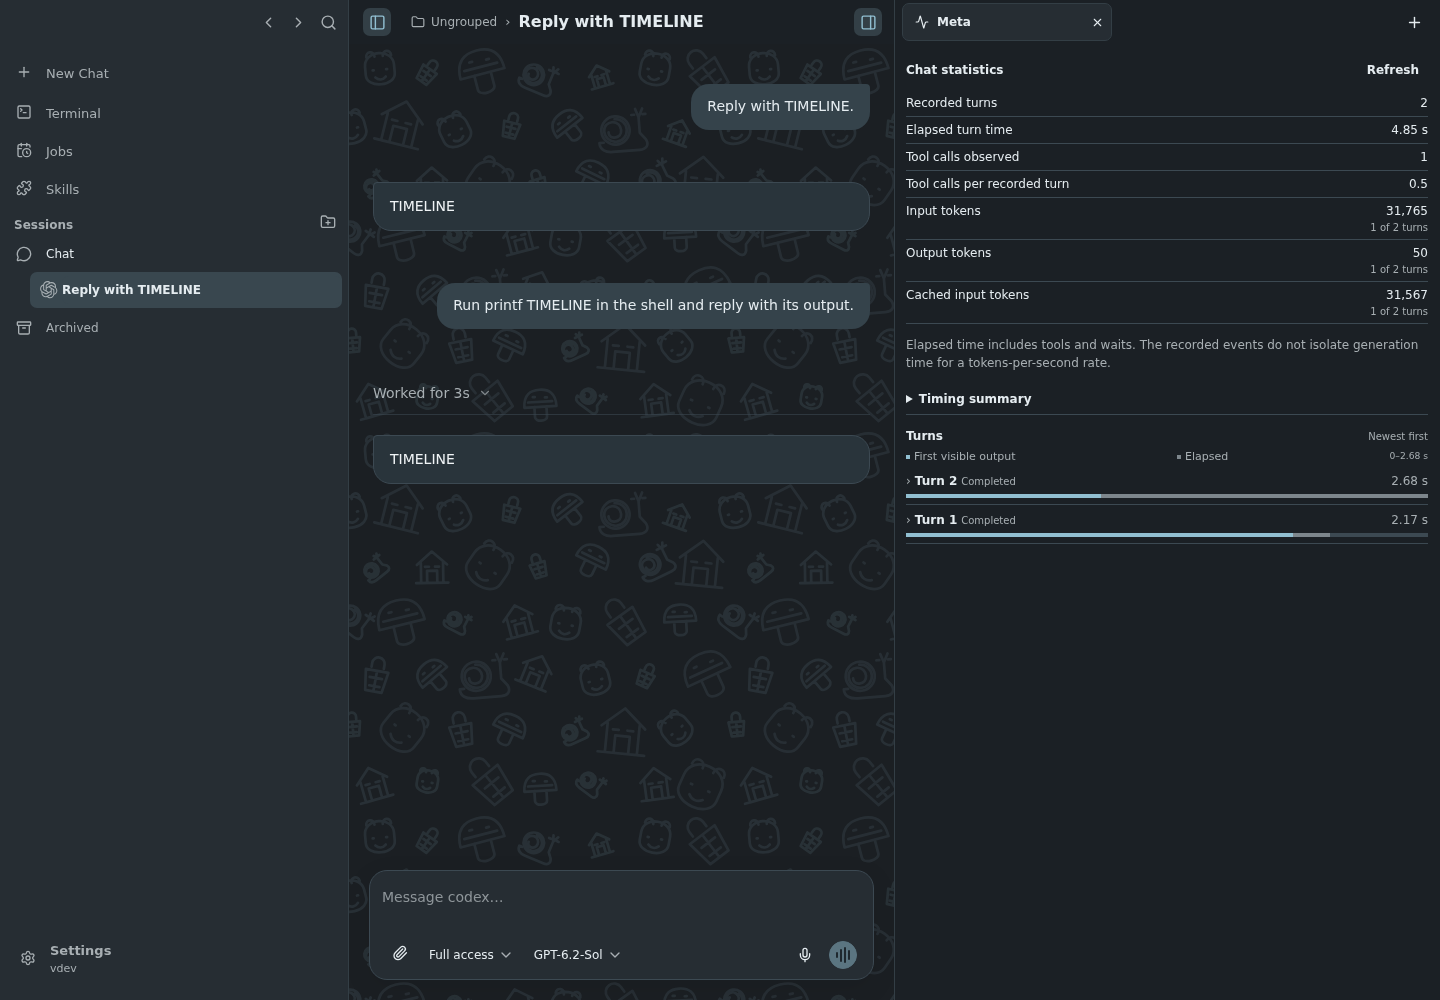 New Chat
Terminal
Jobs
Skills
Sessions
Chat
Reply with TIMELINE
Archived
Settings
vdev
Ungrouped › Reply with TIMELINE
Reply with TIMELINE.
TIMELINE
Run printf TIMELINE in the shell and reply with its output.
Worked for 3s
TIMELINE
Message codex...
Full access
GPT-6.2-Sol
Meta
Chat statistics Refresh
Recorded turns 2
Elapsed turn time 4.85 s
Tool calls observed 1
Tool calls per recorded turn 0.5
Input tokens 31,765
1 of 2 turns
Output tokens 50
1 of 2 turns
Cached input tokens 31,567
1 of 2 turns
Elapsed time includes tools and waits. The recorded events do not isolate generation
time for a tokens-per-second rate.
Timing summary
Turns Newest first
First visible output Elapsed 0–2.68 s
› Turn 2 Completed 2.68 s
› Turn 1 Completed 2.17 s